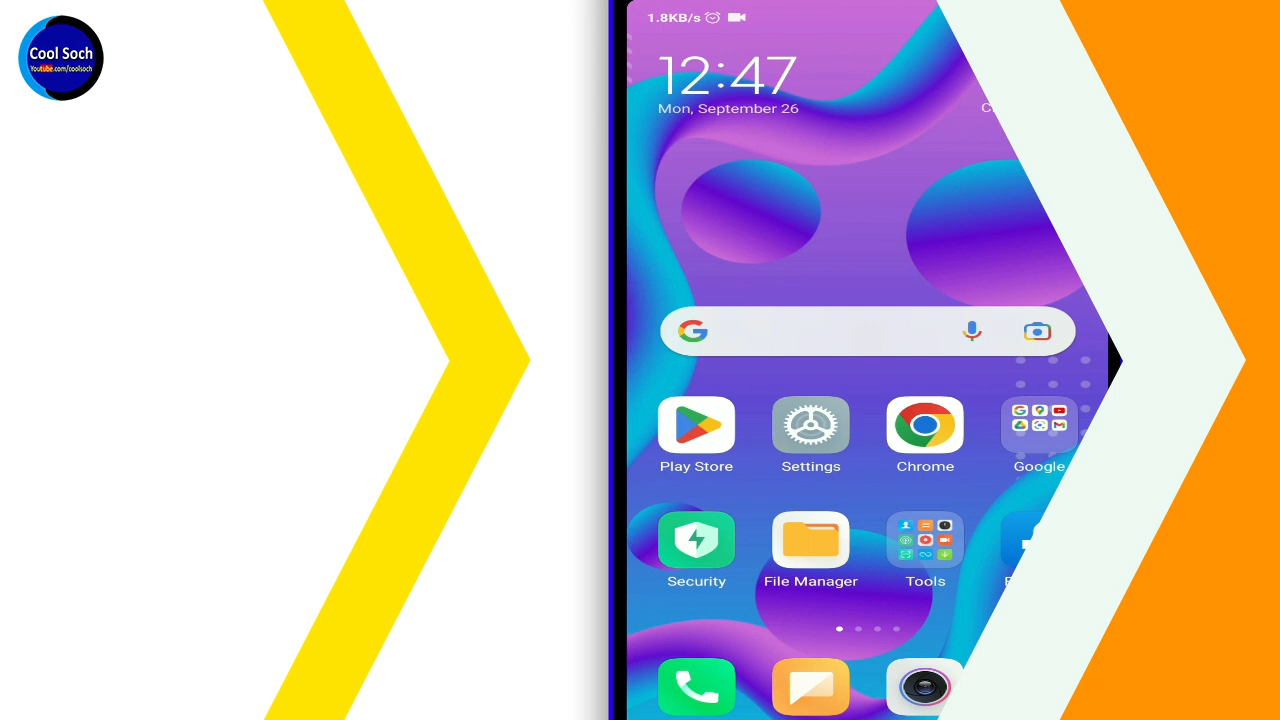 Cool Soch
Youtube.com/coolsoch
1.8KB/s
12:47
Mon, September 26
Play Store
Settings
Chrome
Google
Security
File Manager
Tools